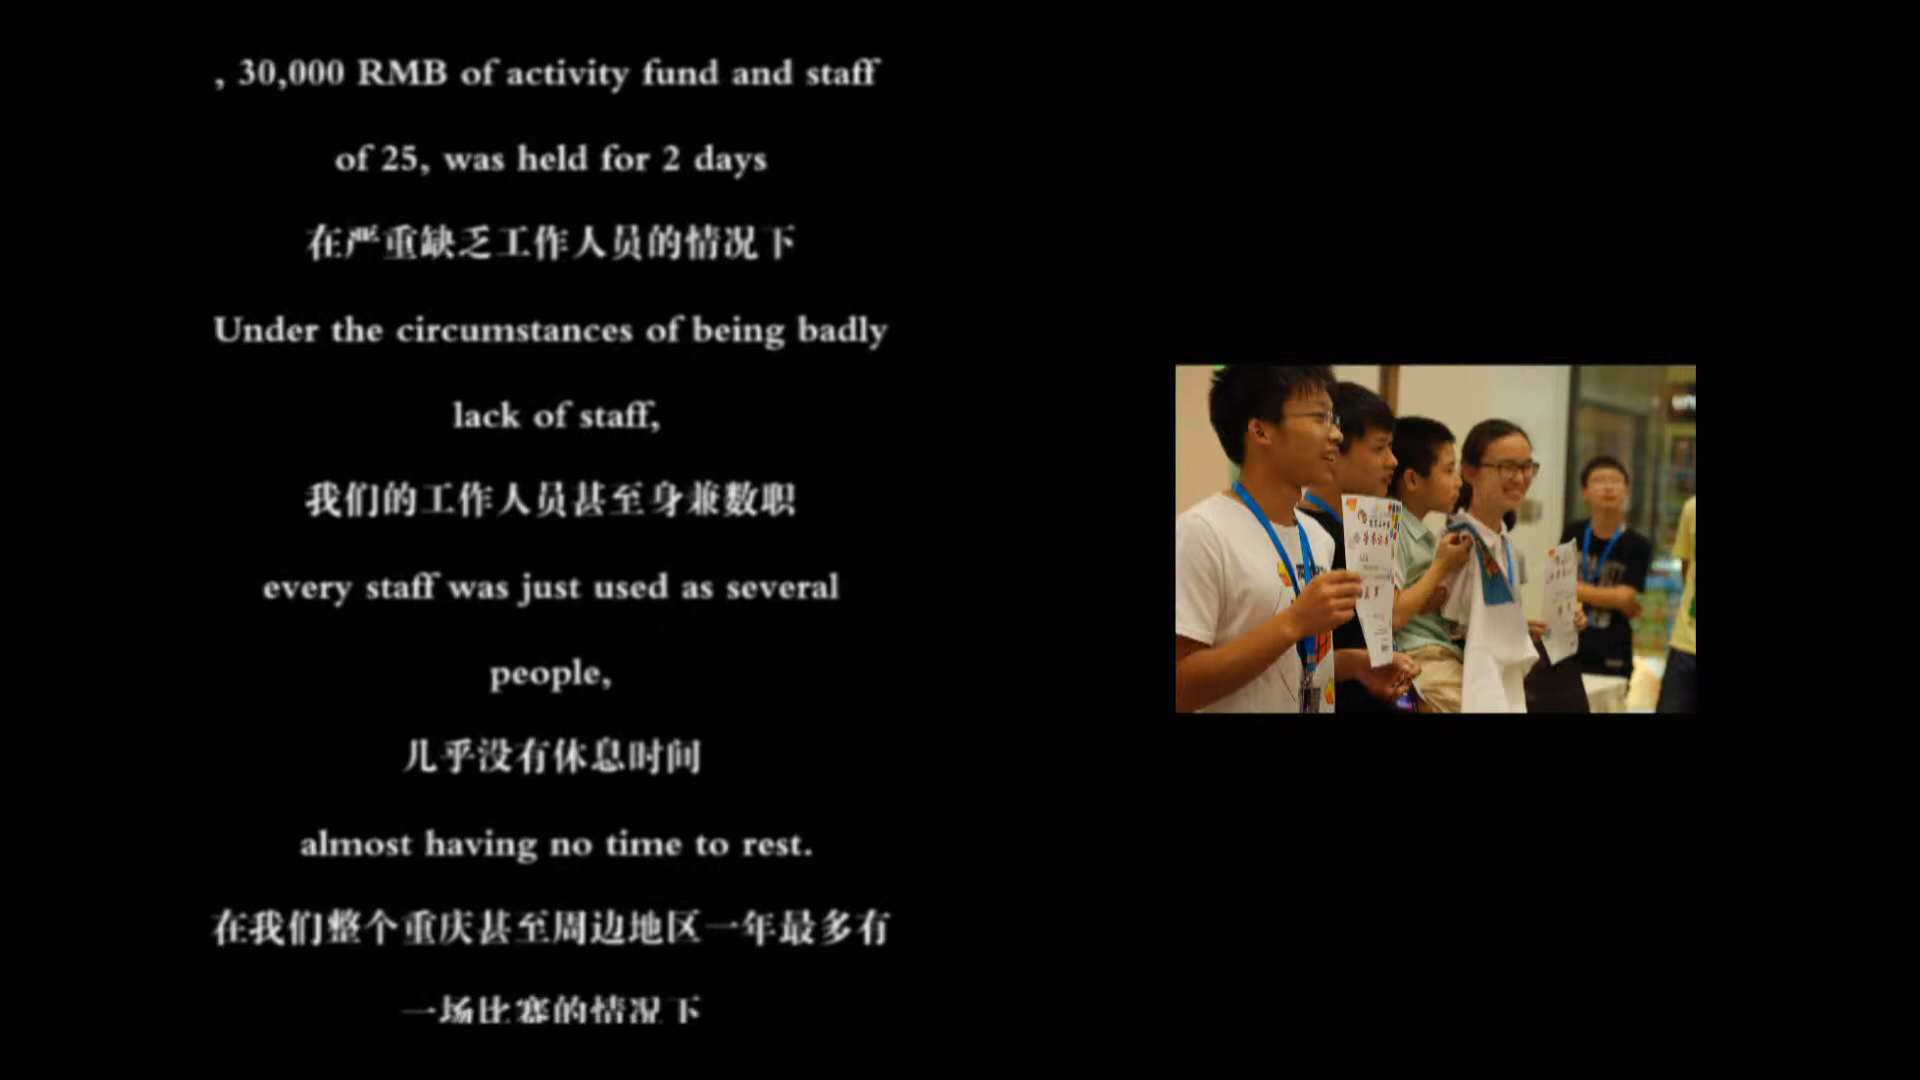 , 30,000 RMB of activity fund and staff
of 25, was held for 2 days
在严重缺乏工作人员的情况下
Under the circumstances of being badly
lack of staff,
我们的工作人员甚至身兼数职
every staff was just used as several
people,
几乎没有休息时间
almost having no time to rest.
在我们整个重庆甚至周边地区一年最多有
一场比赛的情况下